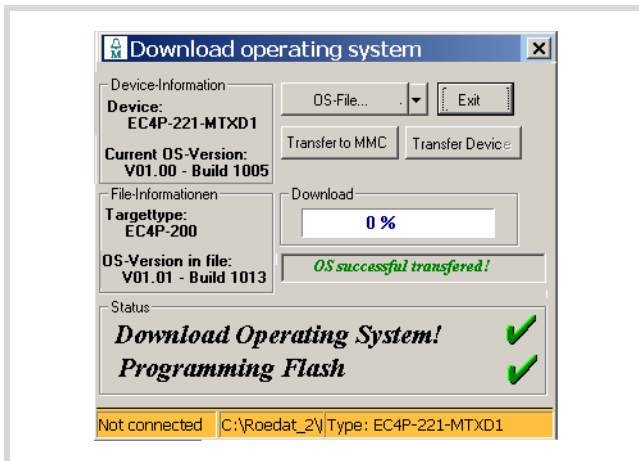 Download operating system
Device-Information
Device:
EC4P-221-MTXD1
Current OS-Version:
V01.00 - Build 1005
OS-File...
Exit
Transfer to MMC
Transfer Device
File-Informationen
Targettype:
EC4P-200
OS-Version in file:
V01.01 - Build 1013
Download
0 %
OS successful transfered!
Status
Download Operating System!
Programming Flash
Not connected C:\Roedat_2\V Type: EC4P-221-MTXD1